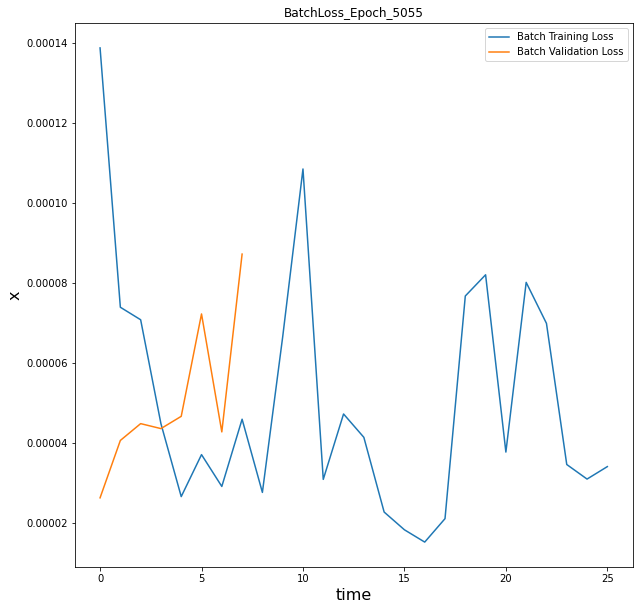 BatchLoss_Epoch_5055
Batch Training Loss
Batch Validation Loss
0.00014
0.00012
0.00010
0.00008
0.00006
0.00004
0.00002
x
0 5 10 15 20 25
time